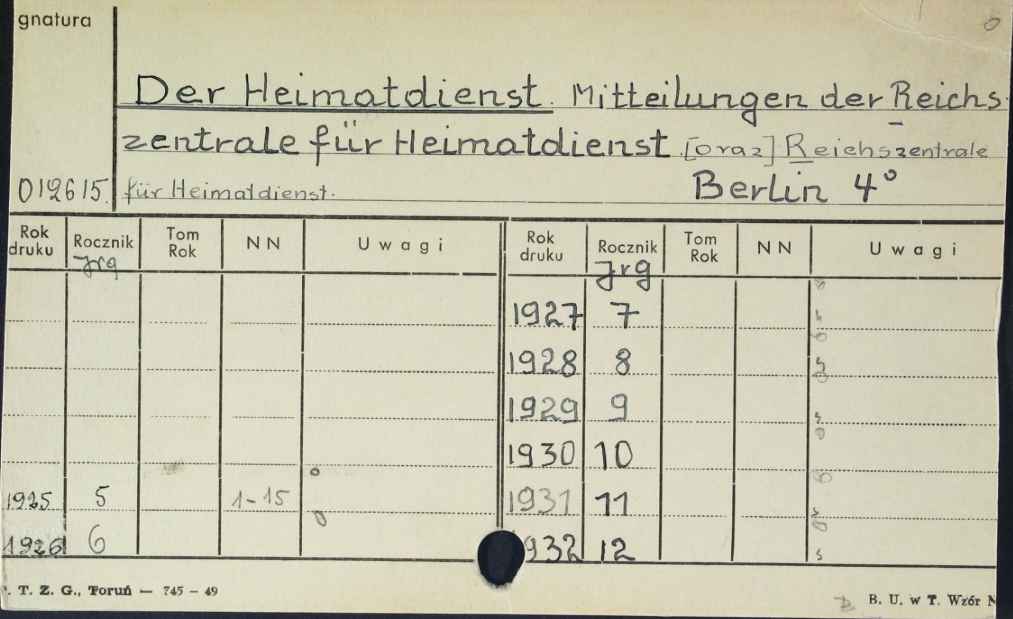 gnatura
Der Heimatdienst. Mitteilungen der Reichs-
zentrale für Heimatdienst [oraz] Reichszentrale
019615. für Heimatdienst. Berlin 4°
Rok druku Rocznik Jrg Tom Rok NN Uwagi Rok druku Rocznik Jrg Tom Rok NN Uwagi
1927 7
1928 8
1929 9
1930 10
1925 5 1-15 1931 11
1926 6 1932 12
T. Z. G., Toruń — 745 – 49 B. U. w T. Wzór N